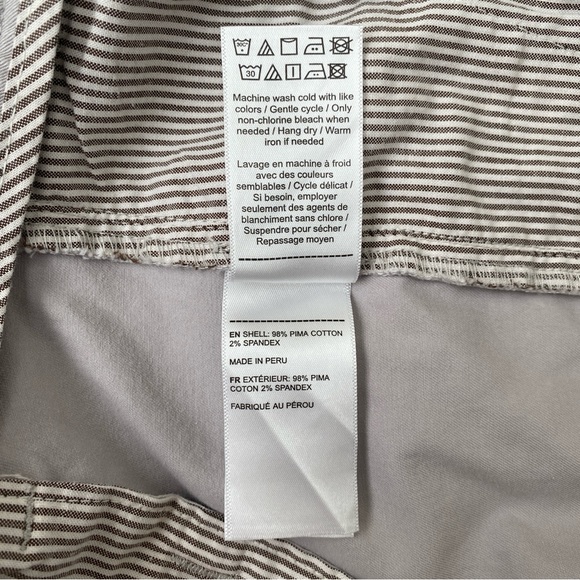 30
Machine wash cold with like
colors / Gentle cycle / Only
non-chlorine bleach when
needed / Hang dry / Warm
iron if needed
Lavage en machine à froid
avec des couleurs
semblables / Cycle délicat /
Si besoin, employer
seulement des agents de
blanchiment sans chlore /
Suspendre pour sécher /
Repassage moyen
EN SHELL: 98% PIMA COTTON
2% SPANDEX
MADE IN PERU
FR EXTÉRIEUR: 98% PIMA
COTON 2% SPANDEX
FABRIQUÉ AU PÉROU